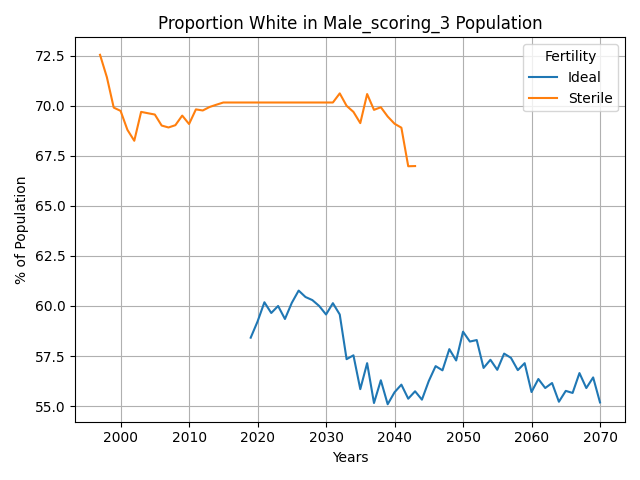 Proportion White in Male_scoring_3 Population
Fertility
Ideal
Sterile
% of Population
72.5
70.0
67.5
65.0
62.5
60.0
57.5
55.0
2000 2010 2020 2030 2040 2050 2060 2070
Years